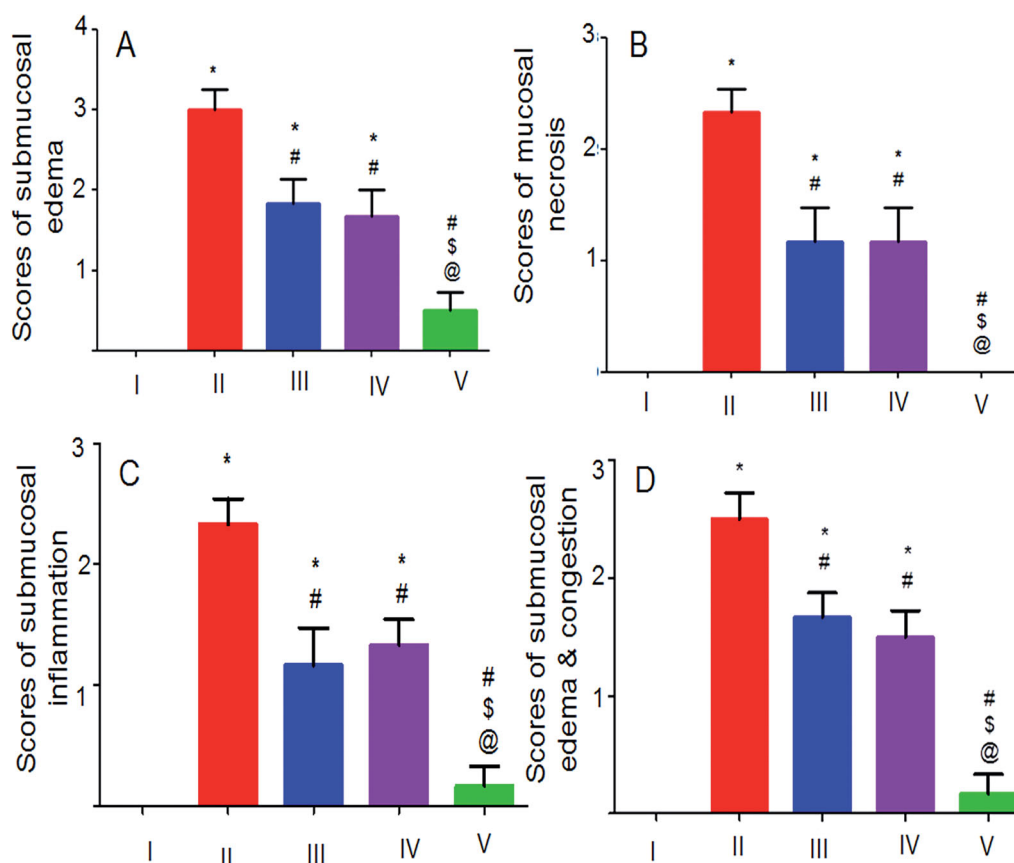 A
Scores of submucosal
edema
4
3
2
1
*
*
#
*
#
#
$
@
I
II
III
IV
V
B
Scores of mucosal
necrosis
3
2
1
0
*
*
#
*
#
#
$
@
I
II
III
IV
V
C
Scores of submucosal
inflammation
3
2
1
*
*
#
*
#
#
$
@
I
II
III
IV
V
D
Scores of submucosal
edema & congestion
3
2
1
*
*
#
*
#
#
$
@
I
II
III
IV
V